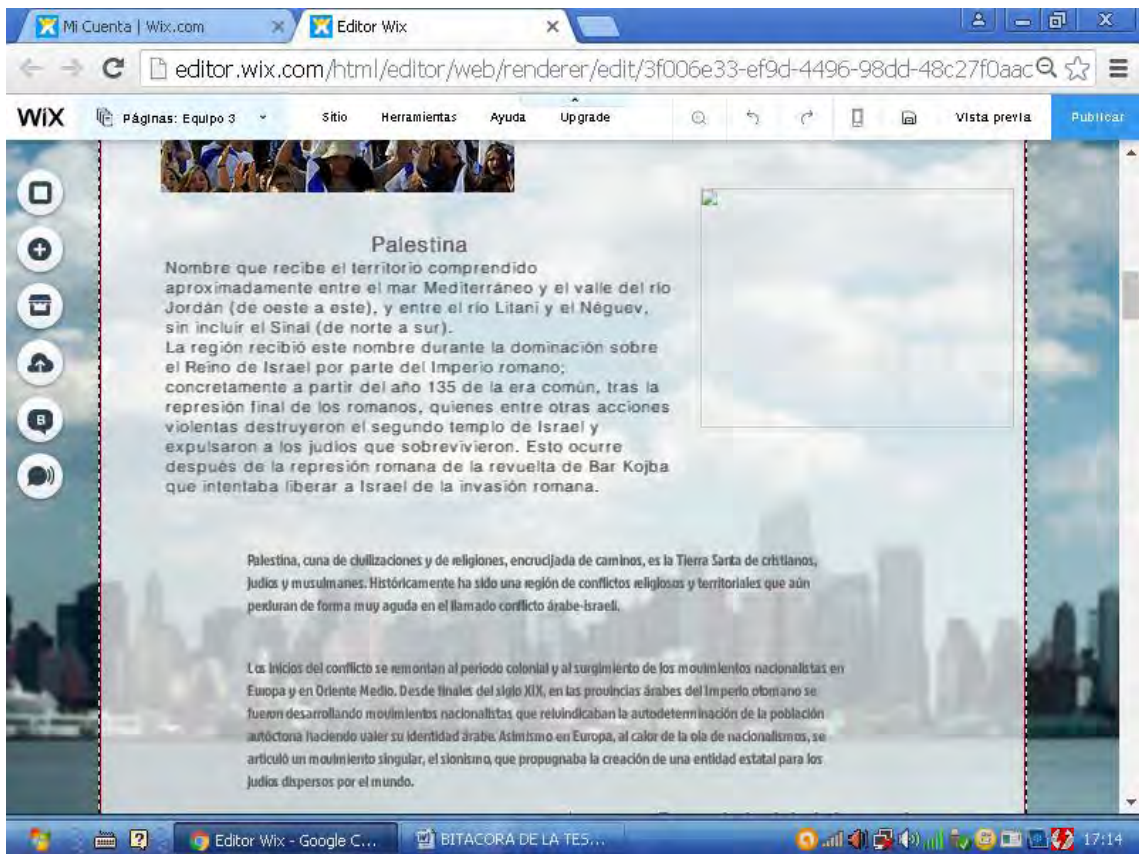 Mi Cuenta | Wix.com
Editor Wix
editor.wix.com/html/editor/web/renderer/edit/3f006e33-ef9d-4496-98dd-48c27f0aac
WiX
Páginas: Equipo 3
Sitio
Herramientas
Ayuda
Upgrade
Vista previa
Publicar
B
Palestina
Nombre que recibe el territorio comprendido
aproximadamente entre el mar Mediterráneo y el valle del río
Jordán (de oeste a este), y entre el río Litani y el Néguev,
sin incluir el Sinaí (de norte a sur).
La región recibió este nombre durante la dominación sobre
el Reino de Israel por parte del Imperio romano;
concretamente a partir del año 135 de la era común, tras la
represión final de los romanos, quienes entre otras acciones
violentas destruyeron el segundo templo de Israel y
expulsaron a los judíos que sobrevivieron. Esto ocurre
después de la represión romana de la revuelta de Bar Kojba
que intentaba liberar a Israel de la invasión romana.
Palestina, cuna de civilizaciones y de religiones, encrucijada de caminos, es la Tierra Santa de cristianos,
judíos y musulmanes. Históricamente ha sido una región de conflictos religiosos y territoriales que aún
perduran de forma muy aguda en el llamado conflicto árabe-israelí.
Los inicios del conflicto se remontan al periodo colonial y al surgimiento de los movimientos nacionalistas en
Europa y en Oriente Medio. Desde finales del siglo XIX, en las provincias árabes del Imperio otomano se
fueron desarrollando movimientos nacionalistas que reivindicaban la autodeterminación de la población
autóctona haciendo valer su identidad árabe. Asimismo en Europa, al calor de la ola de nacionalismos, se
articuló un movimiento singular, el sionismo, que propugnaba la creación de una entidad estatal para los
judíos dispersos por el mundo.
Editor Wix - Google C...
BITACORA DE LA TES...
17:14